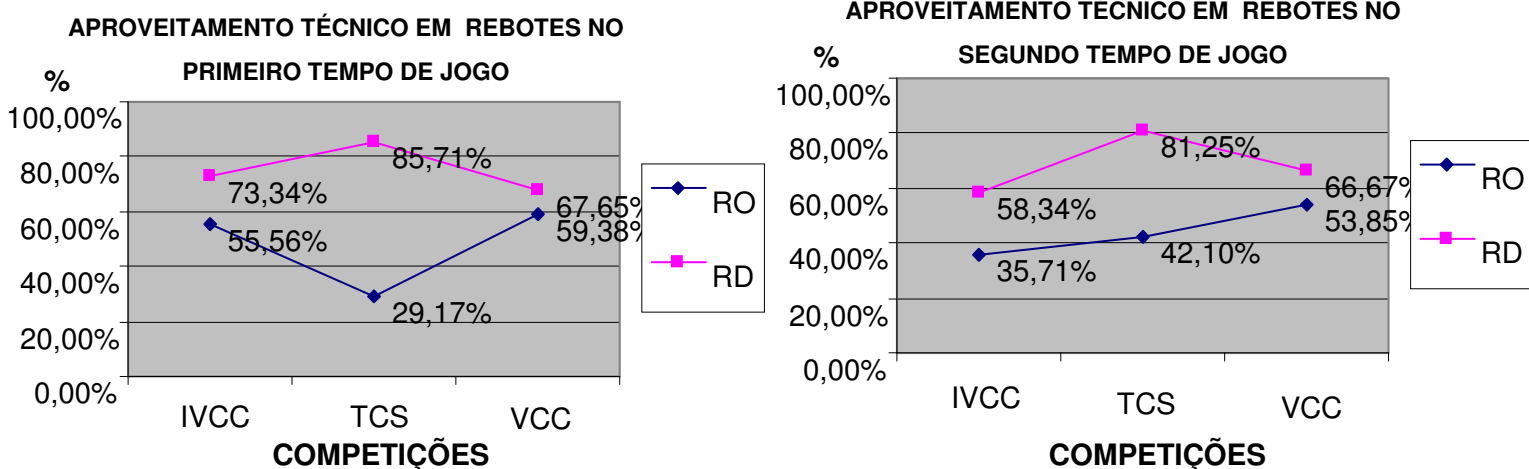 APROVEITAMENTO TÉCNICO EM REBOTES NO
PRIMEIRO TEMPO DE JOGO
%
100,00%
80,00%
60,00%
40,00%
20,00%
0,00%
73,34%
85,71%
67,65%
55,56%
29,17%
59,38%
IVCC
TCS
VCC
COMPETIÇÕES
RO
RD
APROVEITAMENTO TÉCNICO EM REBOTES NO
SEGUNDO TEMPO DE JOGO
%
100,00%
80,00%
60,00%
40,00%
20,00%
0,00%
58,34%
81,25%
66,67%
35,71%
42,10%
53,85%
IVCC
TCS
VCC
COMPETIÇÕES
RO
RD